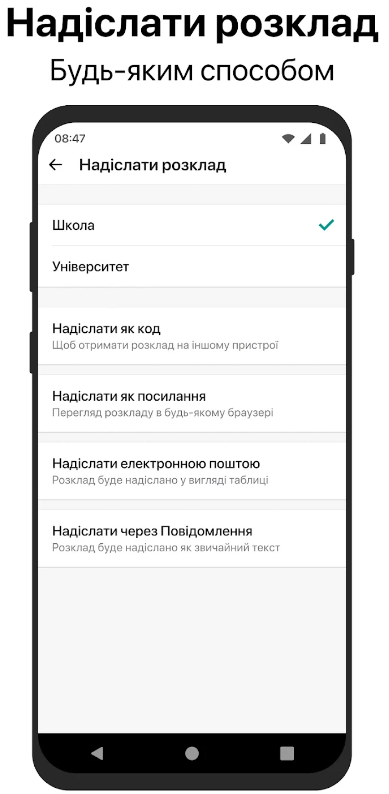 Надіслати розклад
Будь-яким способом
08:47
Надіслати розклад
Школа
Університет
Надіслати як код
Щоб отримати розклад на іншому пристрої
Надіслати як посилання
Перегляд розкладу в будь-якому браузері
Надіслати електронною поштою
Розклад буде надіслано у вигляді таблиці
Надіслати через Повідомлення
Розклад буде надіслано як звичайний текст